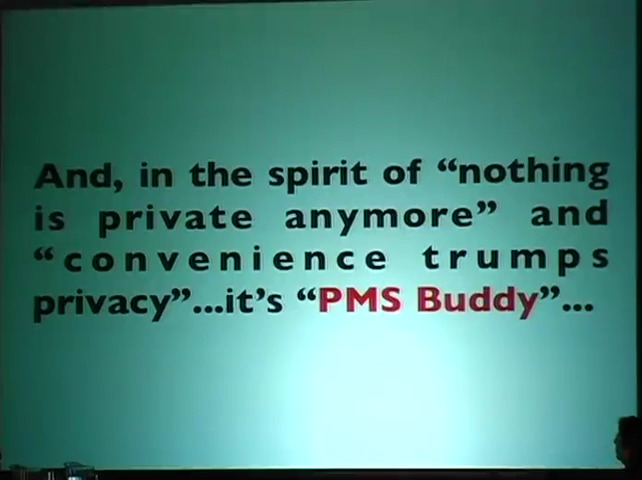 And, in the spirit of “nothing
is private anymore” and
“convenience trumps
privacy”...it’s “PMS Buddy”...